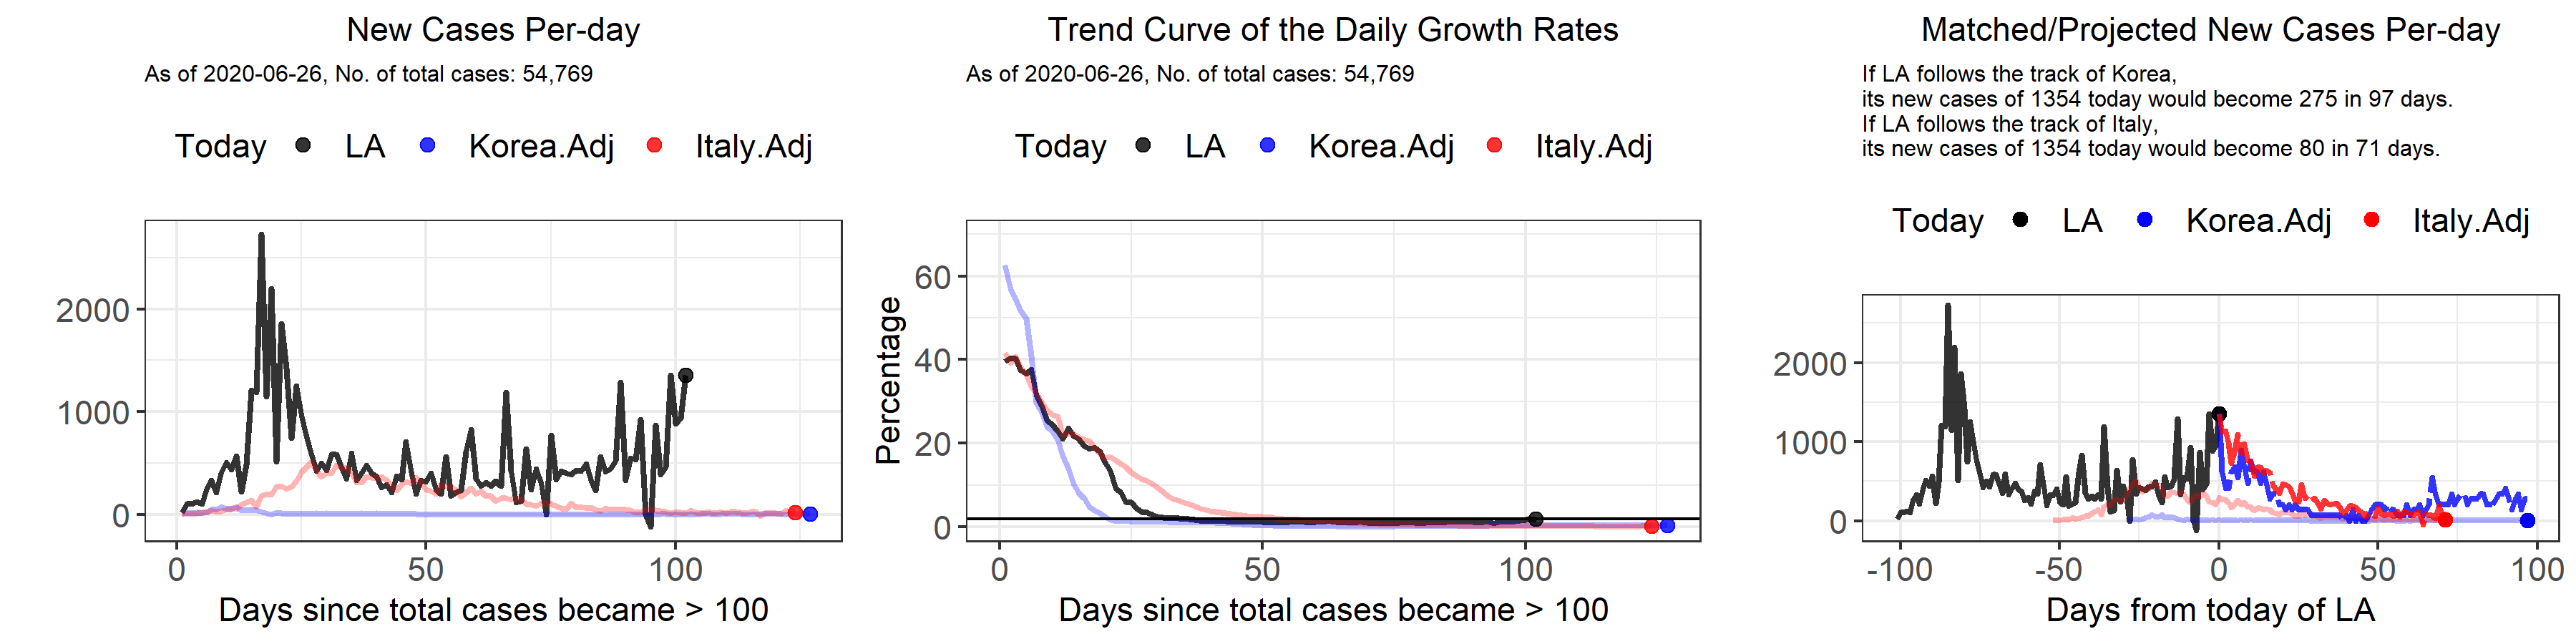 New Cases Per-day
As of 2020-06-26, No. of total cases: 54,769
Today LA Korea.Adj Italy.Adj
2000
1000
0
0 50 100
Days since total cases became > 100
Trend Curve of the Daily Growth Rates
As of 2020-06-26, No. of total cases: 54,769
Today LA Korea.Adj Italy.Adj
Percentage
60
40
20
0
0 50 100
Days since total cases became > 100
Matched/Projected New Cases Per-day
If LA follows the track of Korea,
its new cases of 1354 today would become 275 in 97 days.
If LA follows the track of Italy,
its new cases of 1354 today would become 80 in 71 days.
Today LA Korea.Adj Italy.Adj
2000
1000
0
-100 -50 0 50 100
Days from today of LA